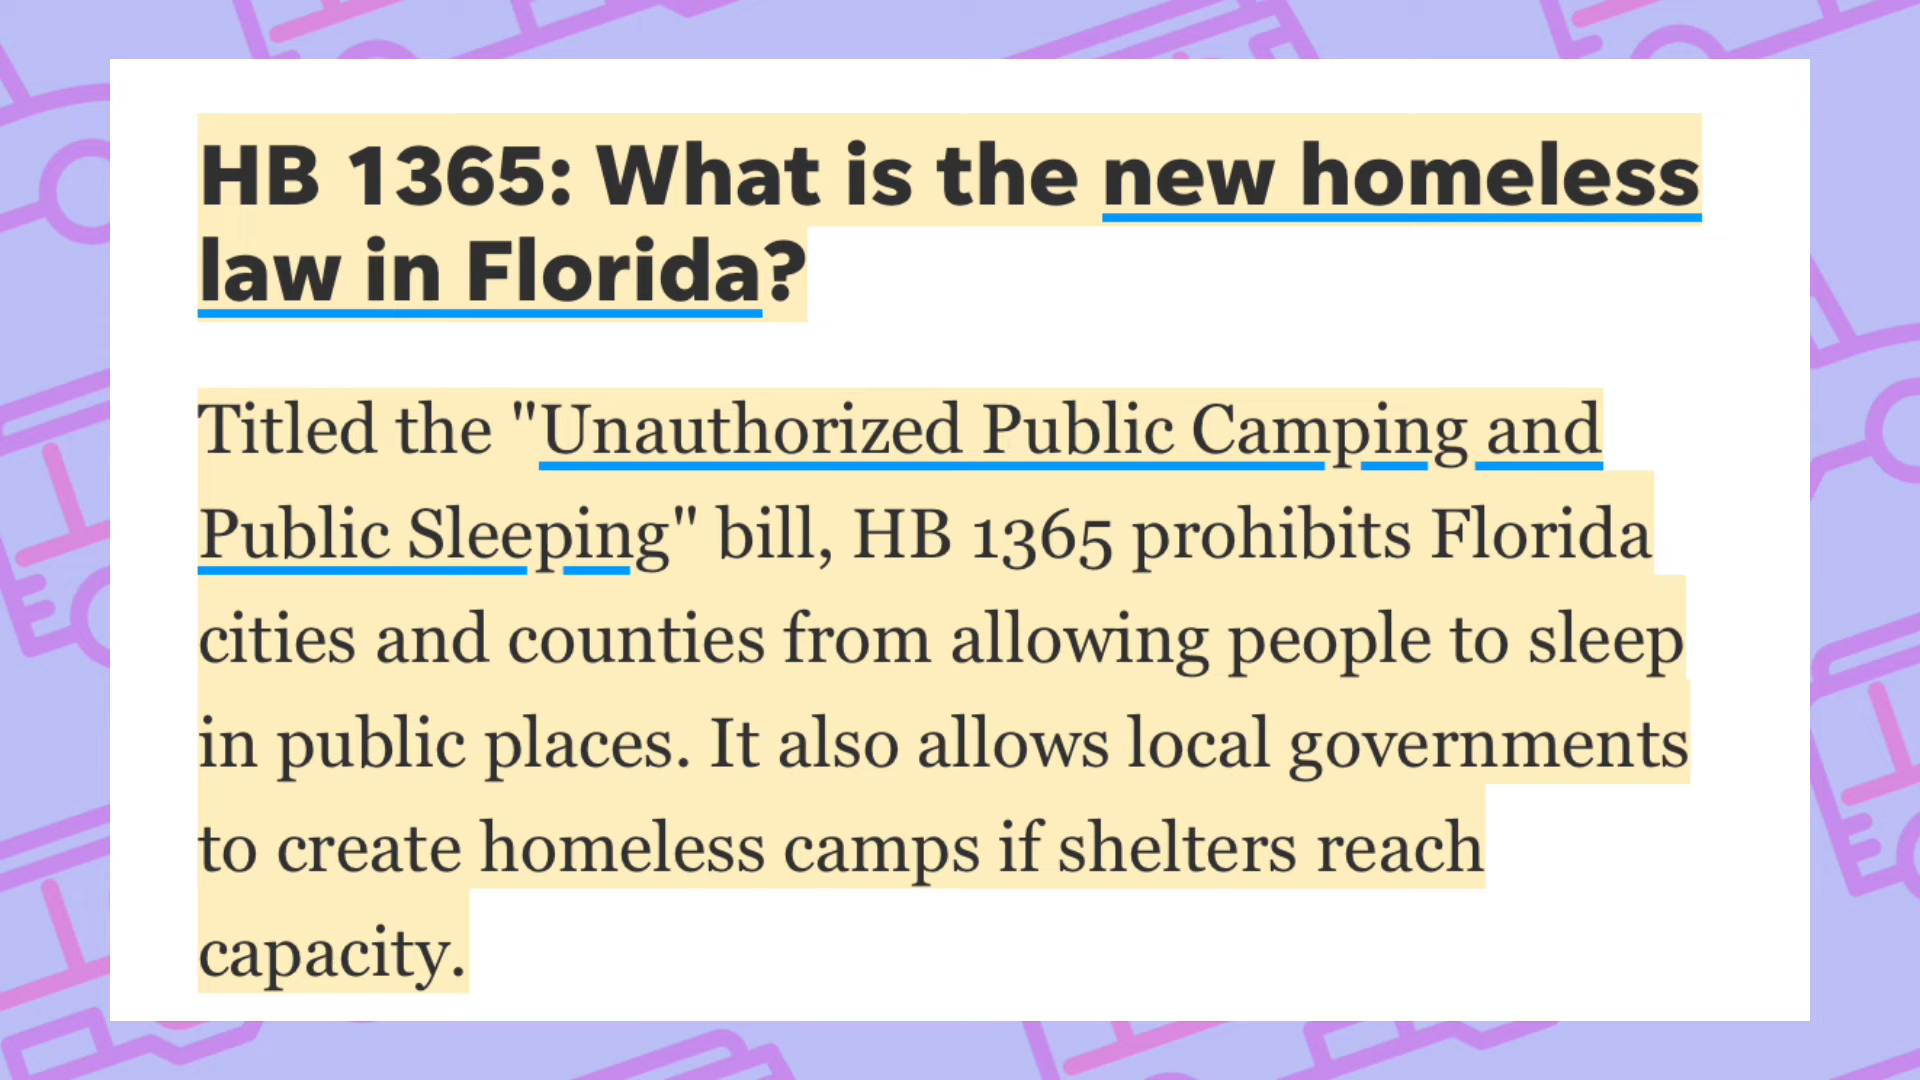 HB 1365: What is the new homeless
law in Florida?
Titled the "Unauthorized Public Camping and
Public Sleeping" bill, HB 1365 prohibits Florida
cities and counties from allowing people to sleep
in public places. It also allows local governments
to create homeless camps if shelters reach
capacity.